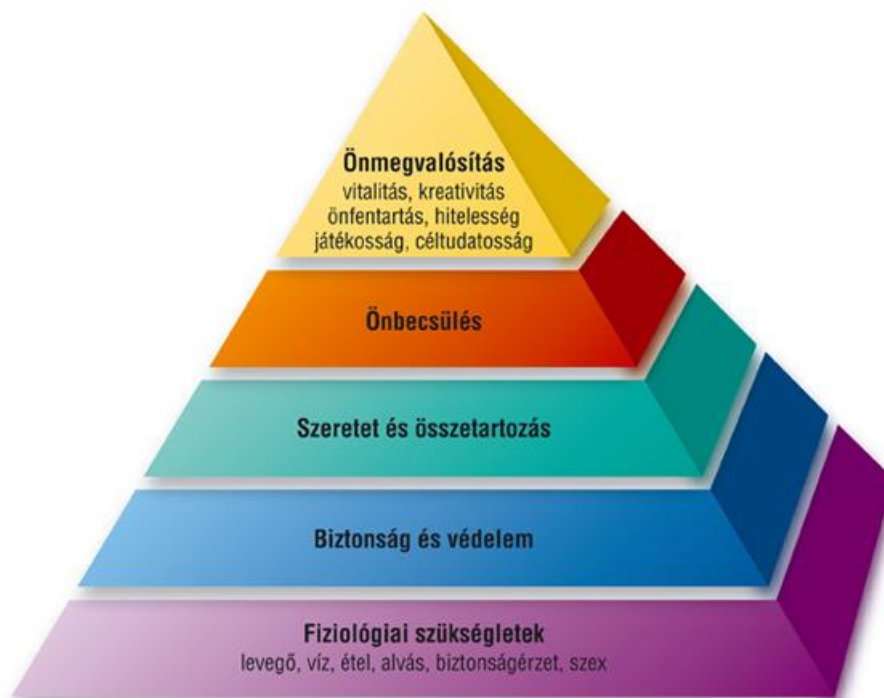 Önmegvalósítás
vitalitás, kreativitás
önfentartás, hitelesség
játékosság, céltudatosság
Önbecsülés
Szeretet és összetartozás
Biztonság és védelem
Fiziológiai szükségletek
levegő, víz, étel, alvás, biztonságérzet, szex